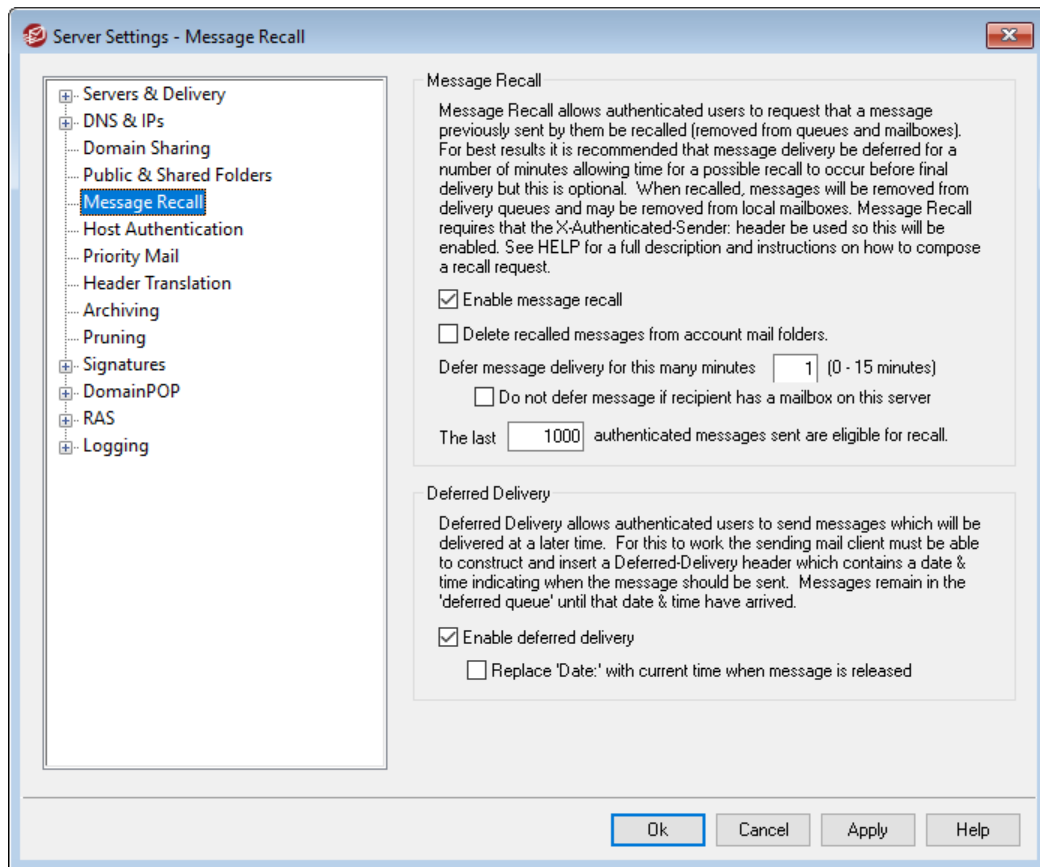 Server Settings - Message Recall
Servers & Delivery
DNS & IPs
Domain Sharing
Public & Shared Folders
Message Recall
Host Authentication
Priority Mail
Header Translation
Archiving
Pruning
Signatures
DomainPOP
RAS
Logging
Message Recall
Message Recall allows authenticated users to request that a message
previously sent by them be recalled (removed from queues and mailboxes).
For best results it is recommended that message delivery be deferred for a
number of minutes allowing time for a possible recall to occur before final
delivery but this is optional. When recalled, messages will be removed from
delivery queues and may be removed from local mailboxes. Message Recall
requires that the X-Authenticated-Sender: header be used so this will be
enabled. See HELP for a full description and instructions on how to compose
a recall request.
Enable message recall
Delete recalled messages from account mail folders.
Defer message delivery for this many minutes 1 (0 - 15 minutes)
Do not defer message if recipient has a mailbox on this server
The last 1000 authenticated messages sent are eligible for recall.
Deferred Delivery
Deferred Delivery allows authenticated users to send messages which will be
delivered at a later time. For this to work the sending mail client must be able
to construct and insert a Deferred-Delivery header which contains a date &
time indicating when the message should be sent. Messages remain in the
'deferred queue' until that date & time have arrived.
Enable deferred delivery
Replace 'Date:' with current time when message is released
Ok Cancel Apply Help